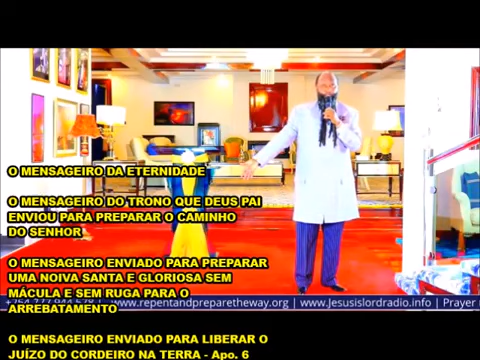 O MENSAGEIRO DA ETERNIDADE
O MENSAGEIRO DO TRONO QUE DEUS PAI
ENVIOU PARA PREPARAR O CAMINHO
DO SENHOR
O MENSAGEIRO ENVIADO PARA PREPARAR
UMA NOIVA SANTA E GLORIOSA SEM
MÁCULA E SEM RUGA PARA O
ARREBATAMENTO
| www.repentandpreparetheway.org | www.Jesusislordradio.info | Prayer
O MENSAGEIRO ENVIADO PARA LIBERAR O
JUÍZO DO CORDEIRO NA TERRA - Apo. 6